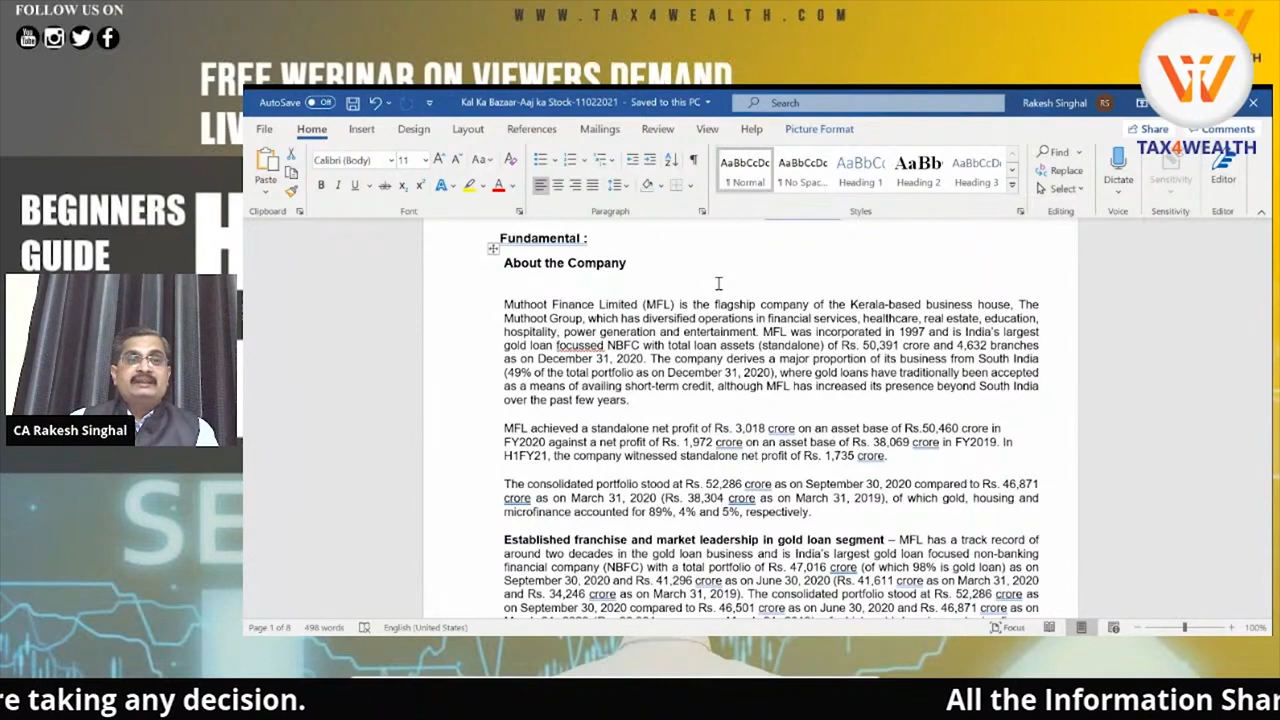 FOLLOW US ON
WWW.TAX4WEALTH.COM
FREE WEBINAR ON VIEWERS DEMAND
BEGINNERS
GUIDE
AutoSave Off
Kal Ka Bazaar-Aaj ka Stock-11022021 - Saved to this PC
Search
Rakesh Singhal RS
File Home Insert Design Layout References Mailings Review View Help Picture Format
Share Comments
TAX4WEALTH
Paste
Calibri (Body) 11
AaBbCcDc AaBbCcDc AaBbCc AaBb AaBbCcD
1 Normal 1 No Spac... Heading 1 Heading 2 Heading 3
Find
Replace
Select
Dictate Sensitivity Editor
Clipboard Font Paragraph Styles Editing Voice Sensitivity Editor
Fundamental :
About the Company
Muthoot Finance Limited (MFL) is the flagship company of the Kerala-based business house, The
Muthoot Group, which has diversified operations in financial services, healthcare, real estate, education,
hospitality, power generation and entertainment. MFL was incorporated in 1997 and is India's largest
gold loan focussed NBFC with total loan assets (standalone) of Rs. 50,391 crore and 4,632 branches
as on December 31, 2020. The company derives a major proportion of its business from South India
(49% of the total portfolio as on December 31, 2020), where gold loans have traditionally been accepted
as a means of availing short-term credit, although MFL has increased its presence beyond South India
over the past few years.
MFL achieved a standalone net profit of Rs. 3,018 crore on an asset base of Rs.50,460 crore in
FY2020 against a net profit of Rs. 1,972 crore on an asset base of Rs. 38,069 crore in FY2019. In
H1FY21, the company witnessed standalone net profit of Rs. 1,735 crore.
The consolidated portfolio stood at Rs. 52,286 crore as on September 30, 2020 compared to Rs. 46,871
crore as on March 31, 2020 (Rs. 38,304 crore as on March 31, 2019), of which gold, housing and
microfinance accounted for 89%, 4% and 5%, respectively.
Established franchise and market leadership in gold loan segment – MFL has a track record of
around two decades in the gold loan business and is India's largest gold loan focused non-banking
financial company (NBFC) with a total portfolio of Rs. 47,016 crore (of which 98% is gold loan) as on
September 30, 2020 and Rs. 41,296 crore as on June 30, 2020 (Rs. 41,611 crore as on March 31, 2020
and Rs. 34,246 crore as on March 31, 2019). The consolidated portfolio stood at Rs. 52,286 crore as
on September 30, 2020 compared to Rs. 46,501 crore as on June 30, 2020 and Rs. 46,871 crore as on
CA Rakesh Singhal
Page 1 of 8 498 words English (United States) Focus 100%
re taking any decision. All the Information Shar